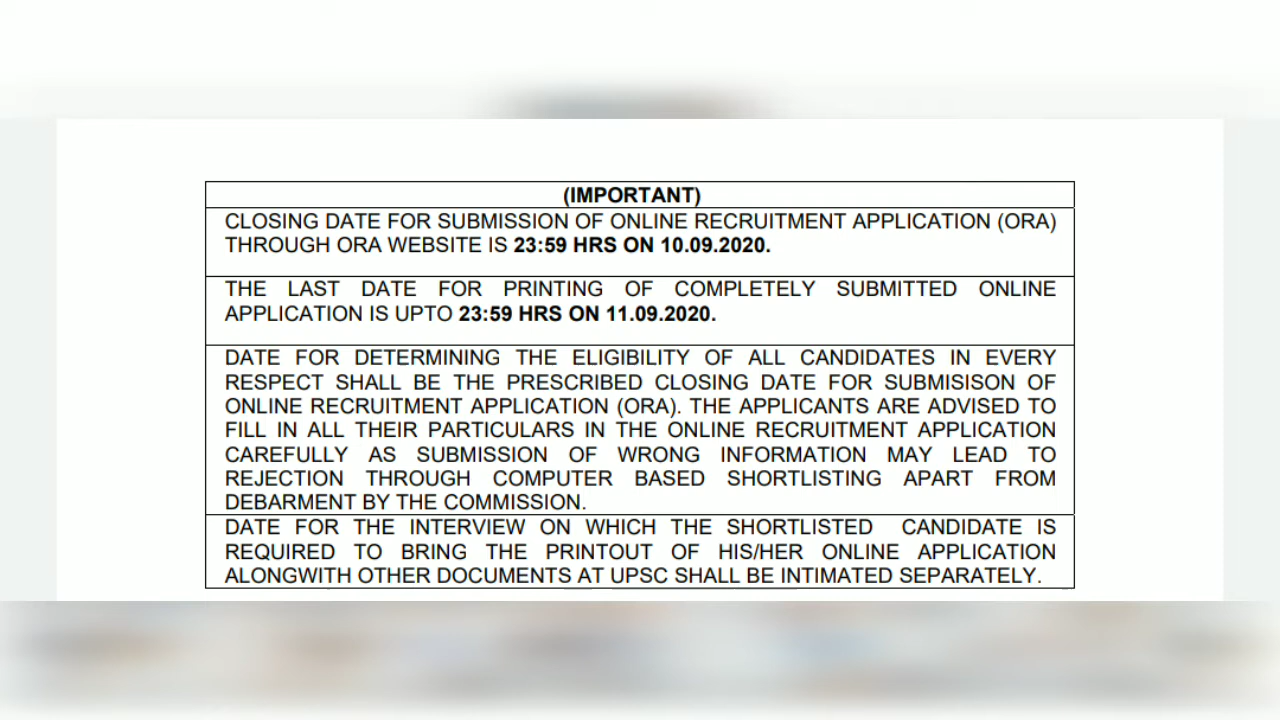 (IMPORTANT)
CLOSING DATE FOR SUBMISSION OF ONLINE RECRUITMENT APPLICATION (ORA)
THROUGH ORA WEBSITE IS 23:59 HRS ON 10.09.2020.
THE LAST DATE FOR PRINTING OF COMPLETELY SUBMITTED ONLINE
APPLICATION IS UPTO 23:59 HRS ON 11.09.2020.
DATE FOR DETERMINING THE ELIGIBILITY OF ALL CANDIDATES IN EVERY
RESPECT SHALL BE THE PRESCRIBED CLOSING DATE FOR SUBMISISON OF
ONLINE RECRUITMENT APPLICATION (ORA). THE APPLICANTS ARE ADVISED TO
FILL IN ALL THEIR PARTICULARS IN THE ONLINE RECRUITMENT APPLICATION
CAREFULLY AS SUBMISSION OF WRONG INFORMATION MAY LEAD TO
REJECTION THROUGH COMPUTER BASED SHORTLISTING APART FROM
DEBARMENT BY THE COMMISSION.
DATE FOR THE INTERVIEW ON WHICH THE SHORTLISTED CANDIDATE IS
REQUIRED TO BRING THE PRINTOUT OF HIS/HER ONLINE APPLICATION
ALONGWITH OTHER DOCUMENTS AT UPSC SHALL BE INTIMATED SEPARATELY.